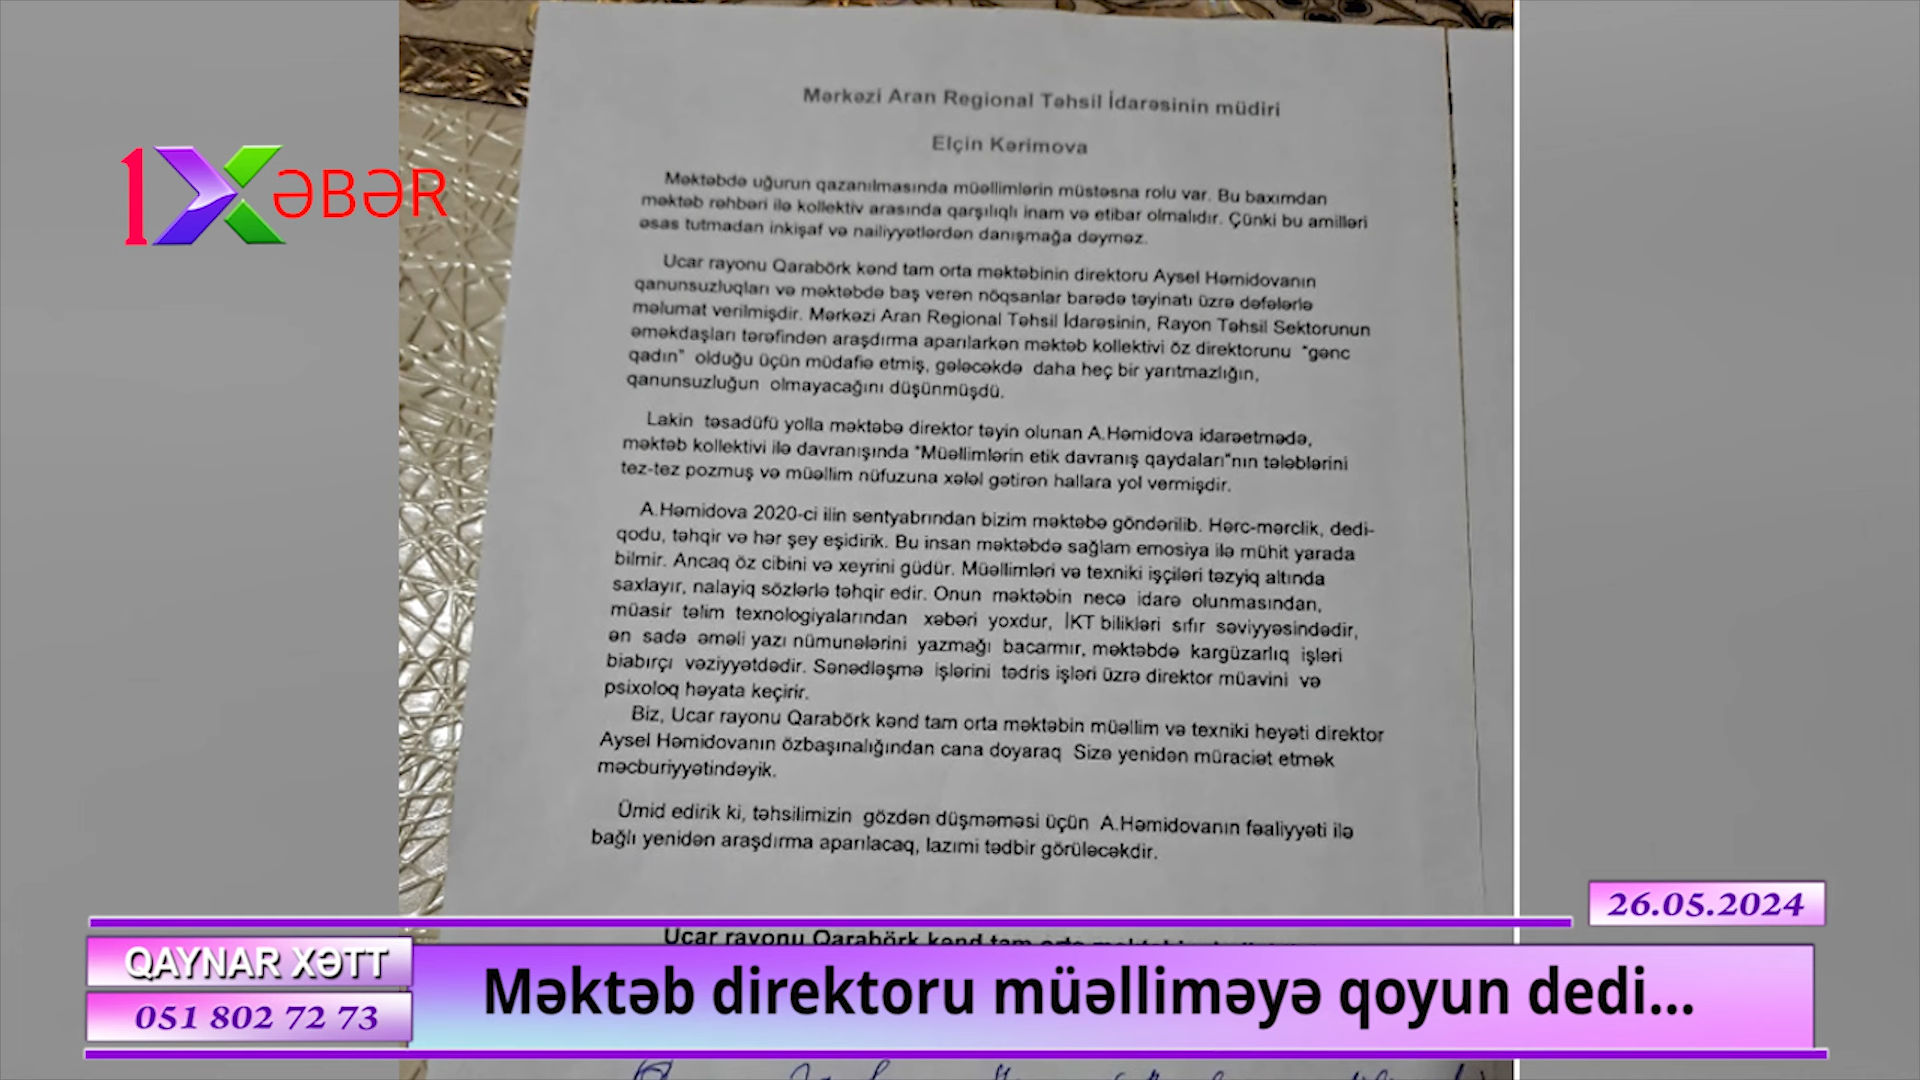 Mərkəzi Aran Regional Təhsil İdarəsinin müdiri
Elçin Kərimova
Məktəbdə uğurun qazanılmasında müəllimlərin müstəsna rolu var. Bu baxımdan
məktəb rəhbəri ilə kollektiv arasında qarşılıqlı inam və etibar olmalıdır. Çünki bu amilləri
əsas tutmadan inkişaf və nailiyyətlərdən danışmağa dəyməz.
Ucar rayonu Qarabörk kənd tam orta məktəbinin direktoru Aysel Həmidovanın
qanunsuzluqları və məktəbdə baş verən nöqsanlar barədə təyinatı üzrə dəfələrlə
məlumat verilmişdir. Mərkəzi Aran Regional Təhsil İdarəsinin, Rayon Təhsil Sektorunun
əməkdaşları tərəfindən araşdırma aparılarkən məktəb kollektivi öz direktorunu "gənc
qadın" olduğu üçün müdafiə etmiş, gələcəkdə daha heç bir yarıtmazlığın,
qanunsuzluğun olmayacağını düşünmüşdü.
Lakin təsadüfü yolla məktəbə direktor təyin olunan A.Həmidova idarəetmədə,
məktəb kollektivi ilə davranışında "Müəllimlərin etik davranış qaydaları"nın tələblərini
tez-tez pozmuş və müəllim nüfuzuna xələl gətirən hallara yol vermişdir.
A.Həmidova 2020-ci ilin sentyabrından bizim məktəbə göndərilib. Hərc-mərclik, dedi-
qodu, təhqir və hər şey eşidirik. Bu insan məktəbdə sağlam emosiya ilə mühit yarada
bilmir. Ancaq öz cibini və xeyrini güdür. Müəllimləri və texniki işçiləri təzyiq altında
saxlayır, nalayiq sözlərlə təhqir edir. Onun məktəbin necə idarə olunmasından,
müasir təlim texnologiyalarından xəbəri yoxdur, İKT bilikləri sıfır səviyyəsindədir,
ən sadə əməli yazı nümunələrini yazmağı bacarmır, məktəbdə kargüzarlıq işləri
biabırçı vəziyyətdədir. Sənədləşmə işlərini tədris işləri üzrə direktor müavini və
psixoloq həyata keçirir.
Biz, Ucar rayonu Qarabörk kənd tam orta məktəbin müəllim və texniki heyəti direktor
Aysel Həmidovanın özbaşınalığından cana doyaraq Sizə yenidən müraciət etmək
məcburiyyətindəyik.
Ümid edirik ki, təhsilimizin gözdən düşməməsi üçün A.Həmidovanın fəaliyyəti ilə
bağlı yenidən araşdırma aparılacaq, lazımi tədbir görüləcəkdir.
Ucar rayonu Qarabörk kənd tam orta
1XƏBƏR
26.05.2024
QAYNAR XƏTT
051 802 72 73
Məktəb direktoru müəlliməyə qoyun dedi...